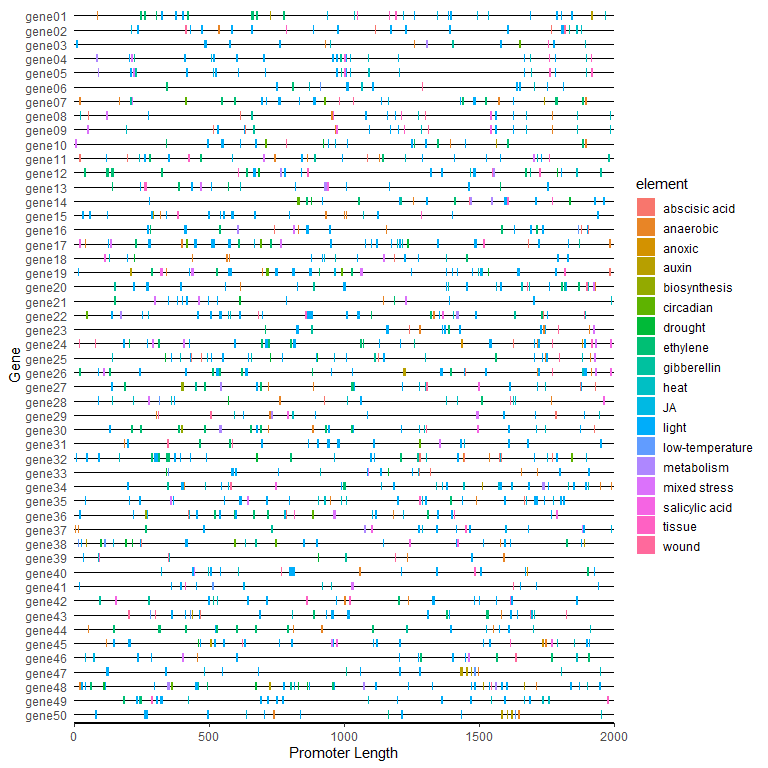 gene01
gene02
gene03
gene04
gene05
gene06
gene07
gene08
gene09
gene10
gene11
gene12
gene13
gene14
gene15
gene16
gene17
gene18
gene19
gene20
gene21
gene22
gene23
gene24
gene25
gene26
gene27
gene28
gene29
gene30
gene31
gene32
gene33
gene34
gene35
gene36
gene37
gene38
gene39
gene40
gene41
gene42
gene43
gene44
gene45
gene46
gene47
gene48
gene49
gene50
Gene
0 500 1000 1500 2000
Promoter Length
element
abscisic acid
anaerobic
anoxic
auxin
biosynthesis
circadian
drought
ethylene
gibberellin
heat
JA
light
low-temperature
metabolism
mixed stress
salicylic acid
tissue
wound